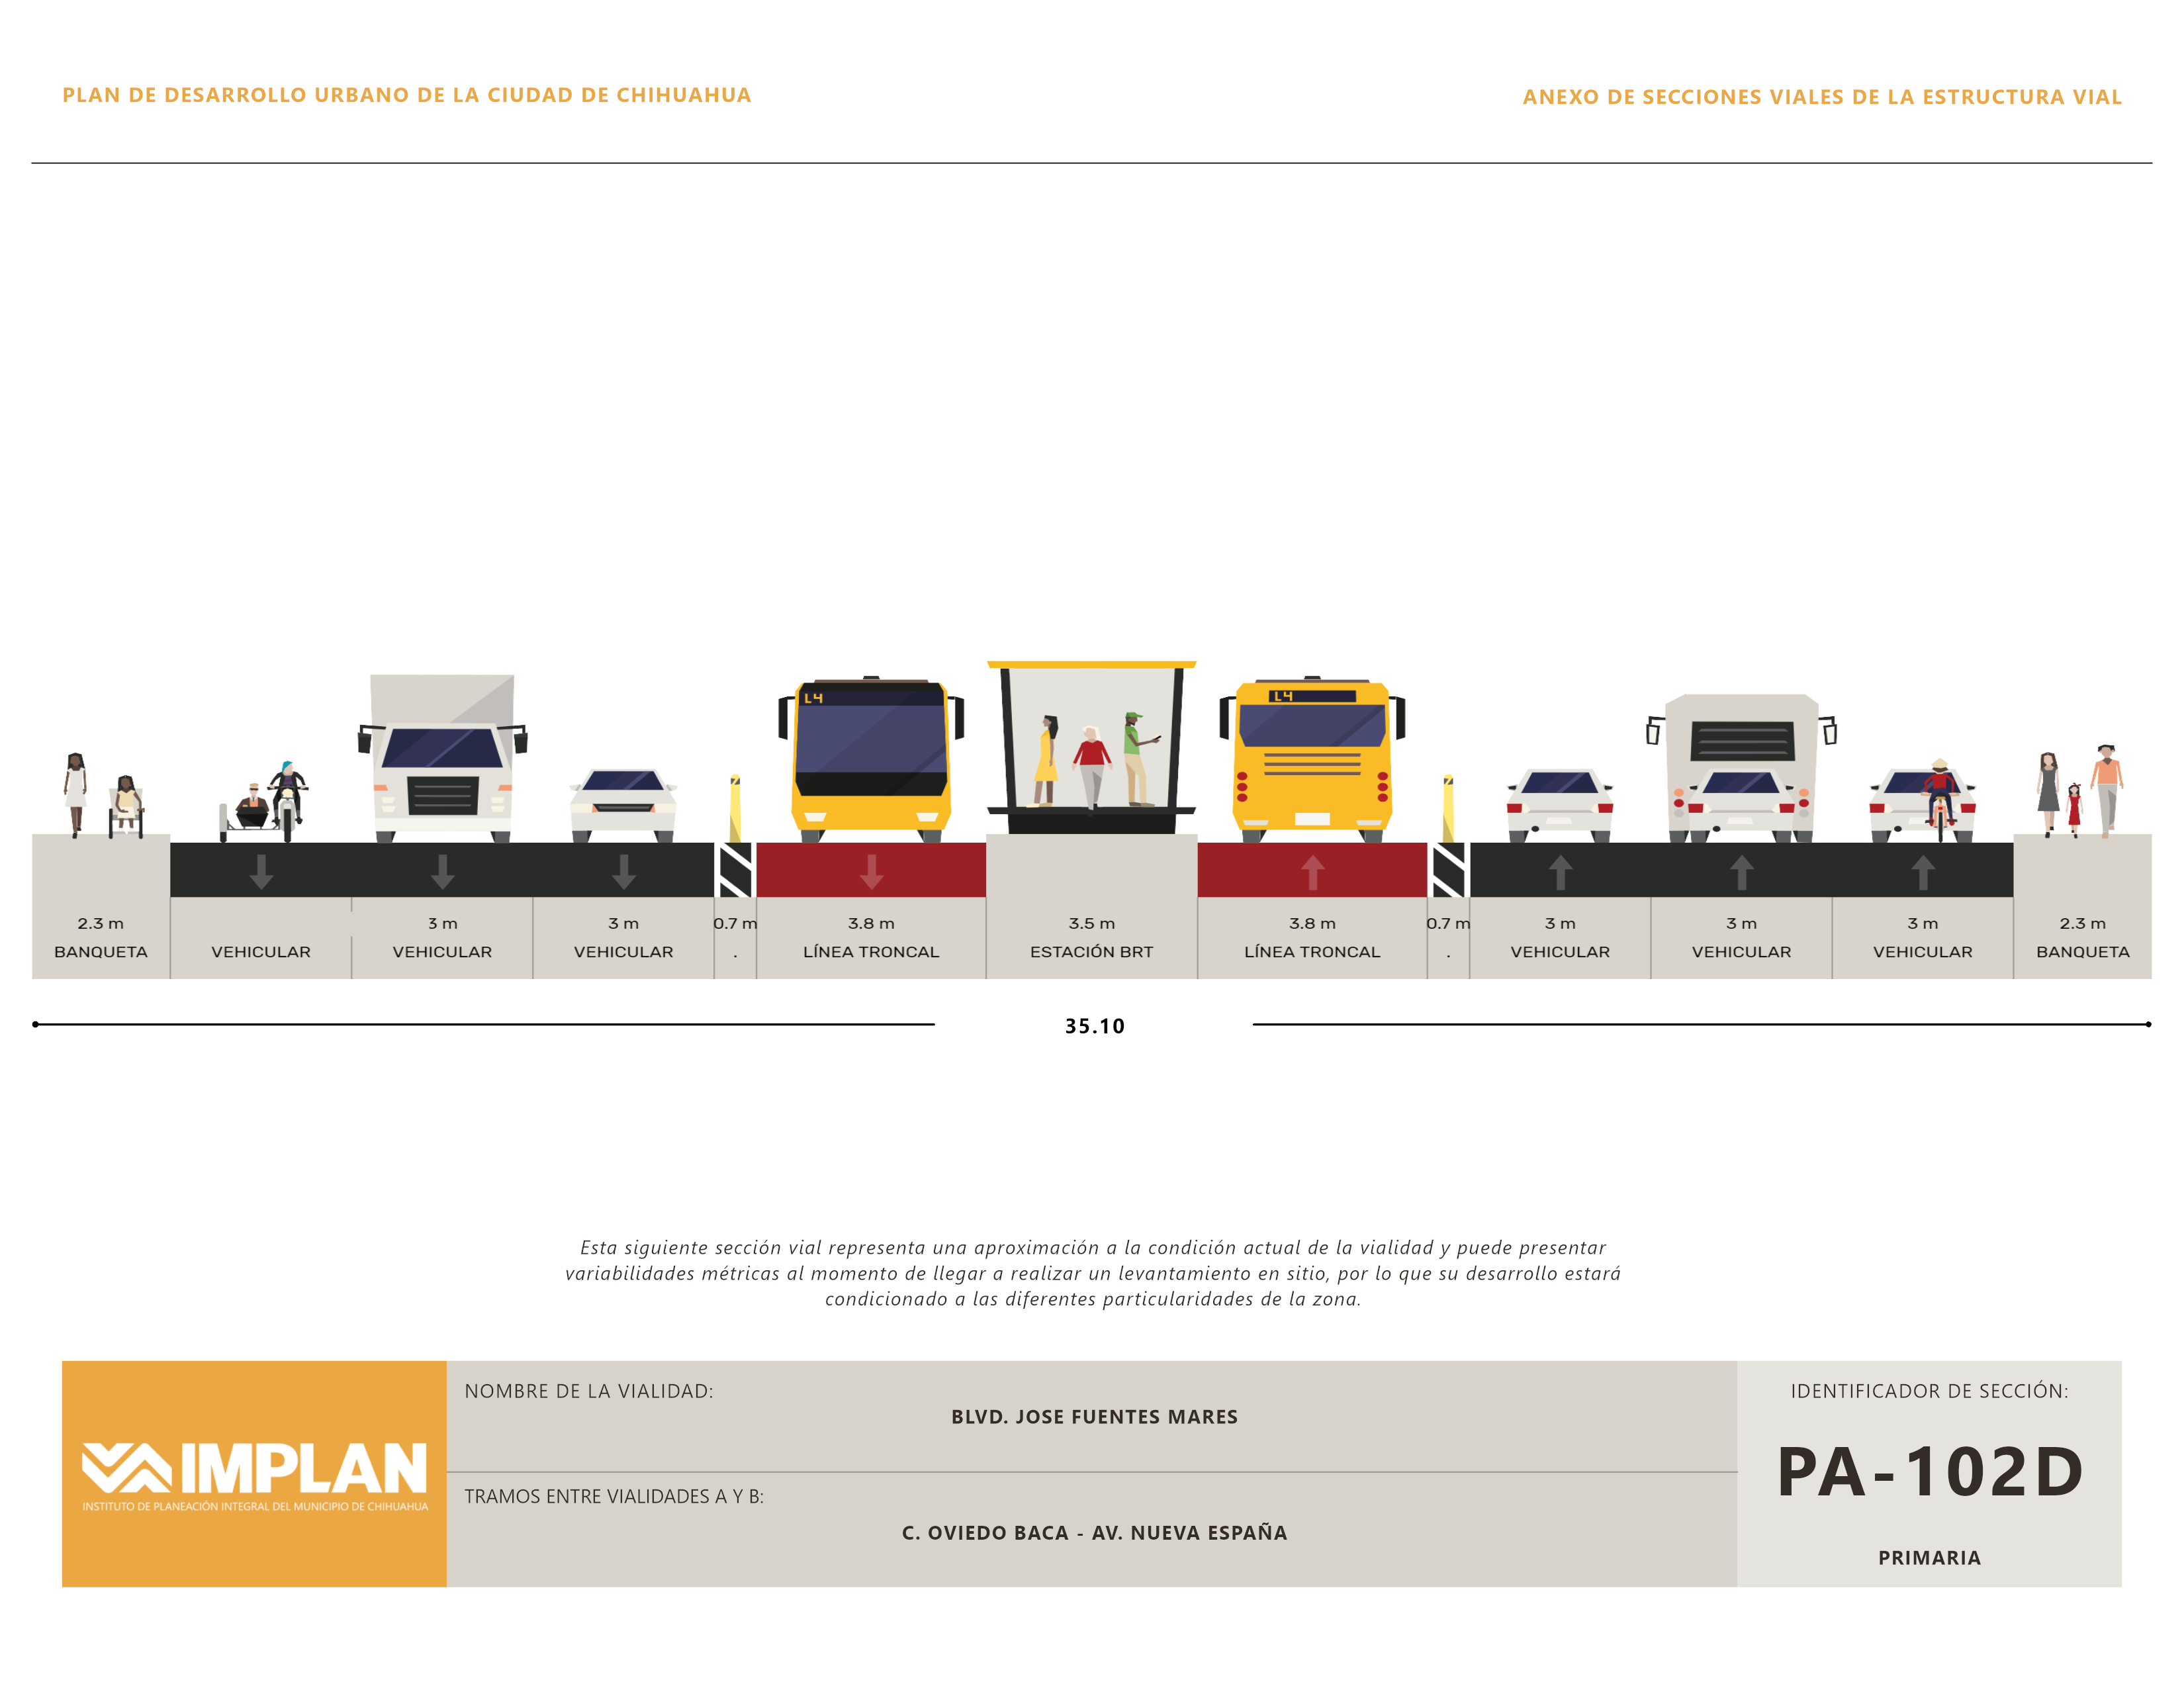 PLAN DE DESARROLLO URBANO DE LA CIUDAD DE CHIHUAHUA
ANEXO DE SECCIONES VIALES DE LA ESTRUCTURA VIAL
L4
L4
2.3 m
3 m
3 m
0.7 m
3.8 m
3.5 m
3.8 m
0.7 m
3 m
3 m
3 m
2.3 m
BANQUETA
VEHICULAR
VEHICULAR
VEHICULAR
.
LÍNEA TRONCAL
ESTACIÓN BRT
LÍNEA TRONCAL
.
VEHICULAR
VEHICULAR
VEHICULAR
BANQUETA
35.10
Esta siguiente sección vial representa una aproximación a la condición actual de la vialidad y puede presentar
variabilidades métricas al momento de llegar a realizar un levantamiento en sitio, por lo que su desarrollo estará
condicionado a las diferentes particularidades de la zona.
IMPLAN
INSTITUTO DE PLANEACIÓN INTEGRAL DEL MUNICIPIO DE CHIHUAHUA
NOMBRE DE LA VIALIDAD:
BLVD. JOSE FUENTES MARES
TRAMOS ENTRE VIALIDADES A Y B:
C. OVIEDO BACA - AV. NUEVA ESPAÑA
IDENTIFICADOR DE SECCIÓN:
PA-102D
PRIMARIA